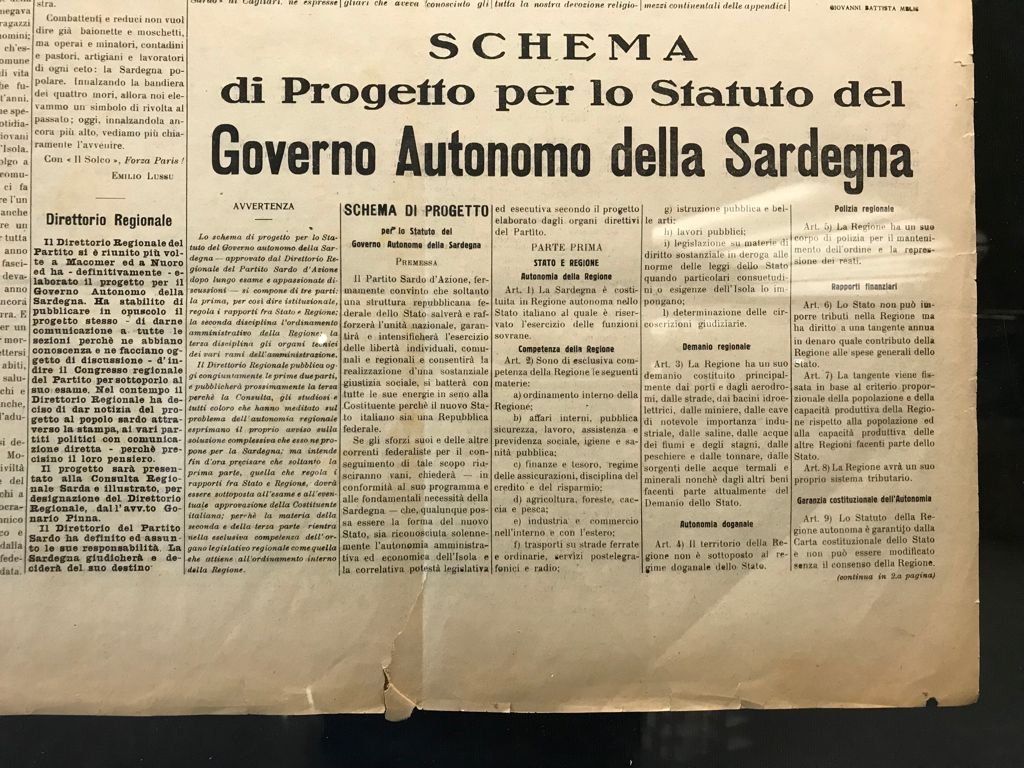 stra.
Combattenti e reduci non vuol
dire già baionette e moschetti,
ma operai e minatori, contadini
e pastori, artigiani e lavoratori
di ogni ceto: la Sardegna po-
polare. Innalzando la bandiera
dei quattro mori, allora noi ele-
vammo un simbolo di rivolta al
passato; oggi, innalzandola an-
cora più alto, vediamo più chia-
ramente l'avvenire.
Con « Il Solco », Forza Paris !
EMILIO LUSSU
Direttorio Regionale
Il Direttorio Regionale del
Partito si è riunito più vol-
te a Macomer ed a Nuoro
ed ha - definitivamente - e-
laborato il progetto per il
Governo Autonomo della
Sardegna. Ha stabilito di
pubblicare in opuscolo il
progetto stesso - di darne
comunicazione a tutte le
sezioni perchè ne abbiano
conoscenza e ne facciano og-
getto di discussione - d'in-
dire il Congresso regionale
del Partito per sottoporlo al
suo esame. Nel contempo il
Direttorio Regionale ha de-
ciso di dar notizia del pro-
getto al popolo sardo attra-
verso la stampa, ai vari par-
titi politici con comunica-
zione diretta - perchè pre-
cisino il loro pensiero.
Il progetto sarà presen-
tato alla Consulta Regio-
nale Sarda e illustrato, per
designazione del Direttorio
Regionale, dall'avv.to Go-
nario Pinna.
Il Direttorio del Partito
Sardo ha definito ed assun-
to le sue responsabilità. La
Sardegna giudicherà e de-
ciderà del suo destino
Sardo » di Cagliari, ne espresse
gliari che aveva conosciuto gli
tutta la nostra devozione religio-
mezzi continentali delle appendici
GIOVANNI BATTISTA MELIS
SCHEMA
di Progetto per lo Statuto del
Governo Autonomo della Sardegna
AVVERTENZA
Lo schema di progetto per lo Sta-
tuto del Governo autonomo della Sar-
degna — approvato dal Direttorio Re-
gionale del Partito Sardo d'Azione
dopo lungo esame e appassionate di-
scussioni — si compone di tre parti:
la prima, per così dire istituzionale,
regola i rapporti fra Stato e Regione;
la seconda disciplina l'ordinamento
amministrativo della Regione; la
terza disciplina gli organi tecnici
dei vari rami dell'amministrazione.
Il Direttorio Regionale pubblica og-
gi congiuntamente le prime due parti,
e pubblicherà prossimamente la terza
perchè la Consulta, gli studiosi e
tutti coloro che hanno meditato sul
problema dell'autonomia regionale
esprimano il proprio avviso sulla
soluzione complessiva che esso ne pro-
pone per la Sardegna; ma intende
fin d'ora precisare che soltanto la
parte prima, quella che regola i
rapporti fra Stato e Regione, dovrà
essere sottoposta all'esame e all'even-
tuale approvazione della Costituente
italiana; perchè la materia della
seconda e della terza parte rientra
nella esclusiva competenza dell'or-
gano legislativo regionale come quella
che attiene all'ordinamento interno
della Regione.
SCHEMA DI PROGETTO
per lo Statuto del
Governo Autonomo della Sardegna
PREMESSA
Il Partito Sardo d'Azione, fer-
mamente convinto che soltanto
una struttura repubblicana fe-
derale dello Stato salverà e raf-
forzerà l'unità nazionale, garan-
tirà e intensificherà l'esercizio
delle libertà individuali, comu-
nali e regionali e consentirà la
realizzazione d'una sostanziale
giustizia sociale, si batterà con
tutte le sue energie in seno alla
Costituente perchè il nuovo Stato
italiano sia una Repubblica
federale.
Se gli sforzi suoi e delle altre
correnti federaliste per il con-
seguimento di tale scopo riu-
sciranno vani, chiederà — in
conformità al suo programma e
alle fondamentali necessità della
Sardegna — che, qualunque pos-
sa essere la forma del nuovo
Stato, sia riconosciuta solenne-
mente l'autonomia amministra-
tiva ed economica dell'Isola e
la correlativa potestà legislativa
ed esecutiva secondo il progetto
elaborato dagli organi direttivi
del Partito.
PARTE PRIMA
STATO E REGIONE
Autonomia della Regione
Art. 1) La Sardegna è costi-
tuita in Regione autonoma nello
Stato italiano al quale è riser-
vato l'esercizio delle funzioni
sovrane.
Competenza della Regione
Art. 2) Sono di esclusiva com-
petenza della Regione le seguenti
materie:
a) ordinamento interno della
Regione;
b) affari interni, pubblica
sicurezza, lavoro, assistenza e
previdenza sociale, igiene e sa-
nità pubblica;
c) finanze e tesoro, regime
delle assicurazioni, disciplina del
credito e del risparmio;
d) agricoltura, foreste, cac-
cia e pesca;
e) industria e commercio
nell'interno e con l'estero;
f) trasporti su strade ferrate
e ordinarie, servizi postelegra-
fonici e radio;
g) istruzione pubblica e bel-
le arti;
h) lavori pubblici;
i) legislazione su materie di
diritto sostanziale in deroga alle
norme delle leggi dello Stato
quando particolari consuetudi-
ni o esigenze dell'Isola lo im-
pongano;
l) determinazione delle cir-
coscrizioni giudiziarie.
Demanio regionale
Art. 3) La Regione ha un suo
demanio costituito principal-
mente dai porti e dagli aerodro-
mi, dalle strade, dai bacini idroe-
lettrici, dalle miniere, dalle cave
di notevole importanza indu-
striale, dalle saline, dalle acque
dei fiumi e degli stagni, dalle
peschiere e dalle tonnare, dalle
sorgenti delle acque termali e
minerali nonchè dagli altri beni
facenti parte attualmente del
Demanio dello Stato.
Autonomia doganale
Art. 4) Il territorio della Re-
gione non è sottoposto al re-
gime doganale dello Stato.
Polizia regionale
Art. 5) La Regione ha un suo
corpo di polizia per il manteni-
mento dell'ordine e la repres-
sione dei reati.
Rapporti finanziari
Art. 6) Lo Stato non può im-
porre tributi nella Regione ma
ha diritto a una tangente annua
in denaro quale contributo della
Regione alle spese generali dello
Stato.
Art. 7) La tangente viene fis-
sata in base al criterio propor-
zionale della popolazione e della
capacità produttiva della Regio-
ne rispetto alla popolazione ed
alla capacità produttiva delle
altre Regioni facenti parte dello
Stato.
Art. 8) La Regione avrà un suo
proprio sistema tributario.
Garanzia costituzionale dell'Autonomia
Art. 9) Lo Statuto della Re-
gione autonoma è garantito dalla
Carta costituzionale dello Stato
e non può essere modificato
senza il consenso della Regione.
(continua in 2.a pagina)